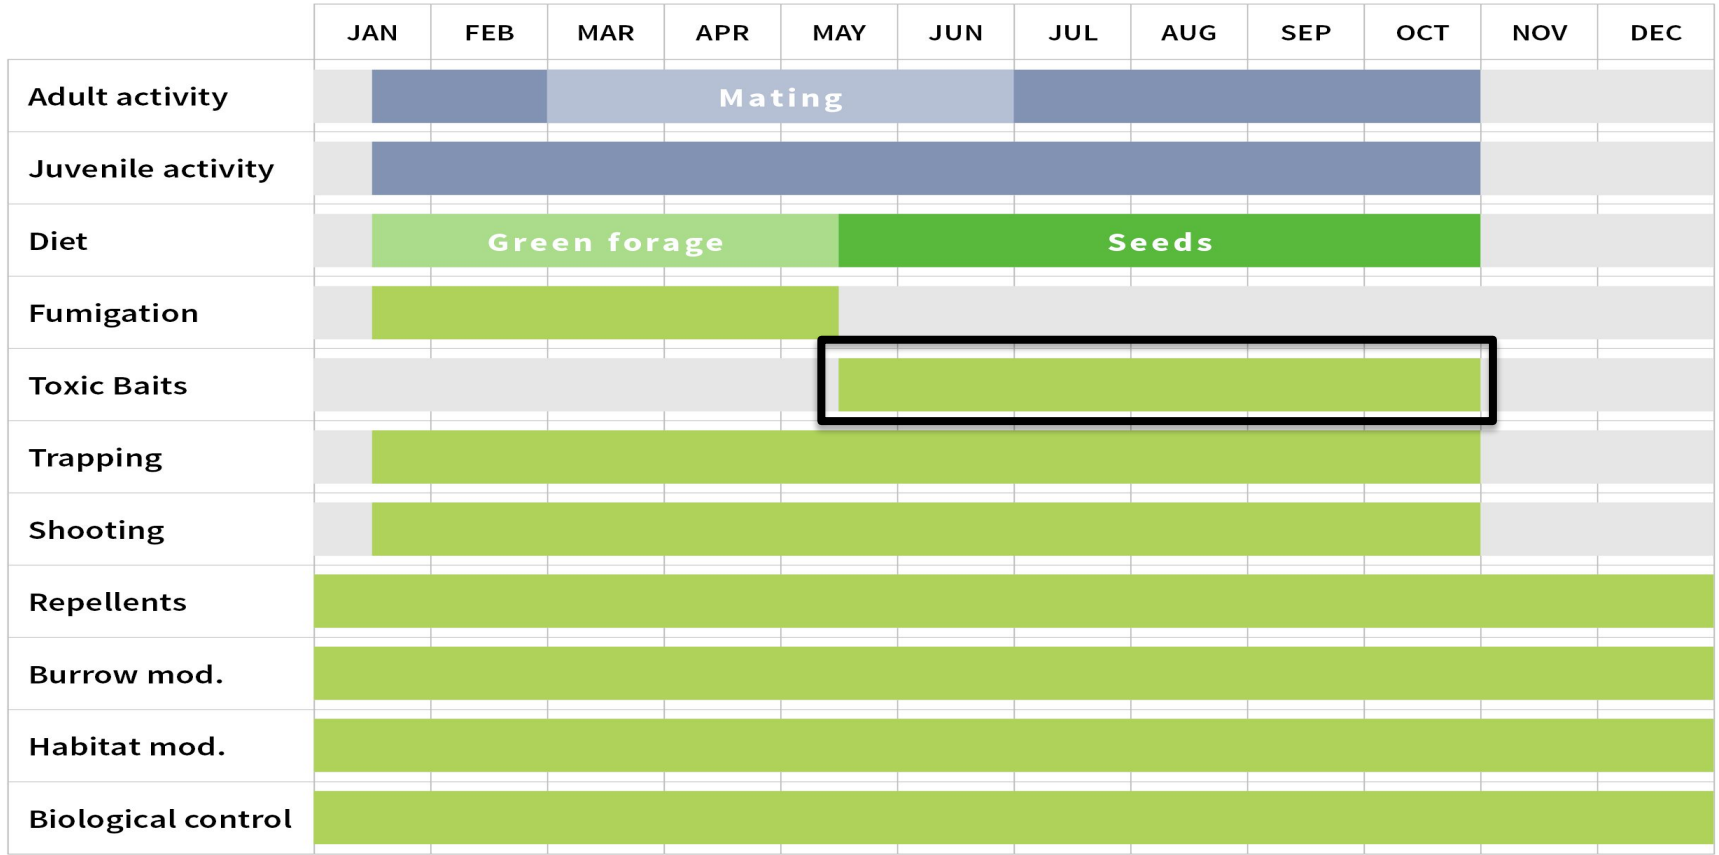 JAN FEB MAR APR MAY JUN JUL AUG SEP OCT NOV DEC
Adult activity Mating
Juvenile activity
Diet Green forage Seeds
Fumigation
Toxic Baits
Trapping
Shooting
Repellents
Burrow mod.
Habitat mod.
Biological control